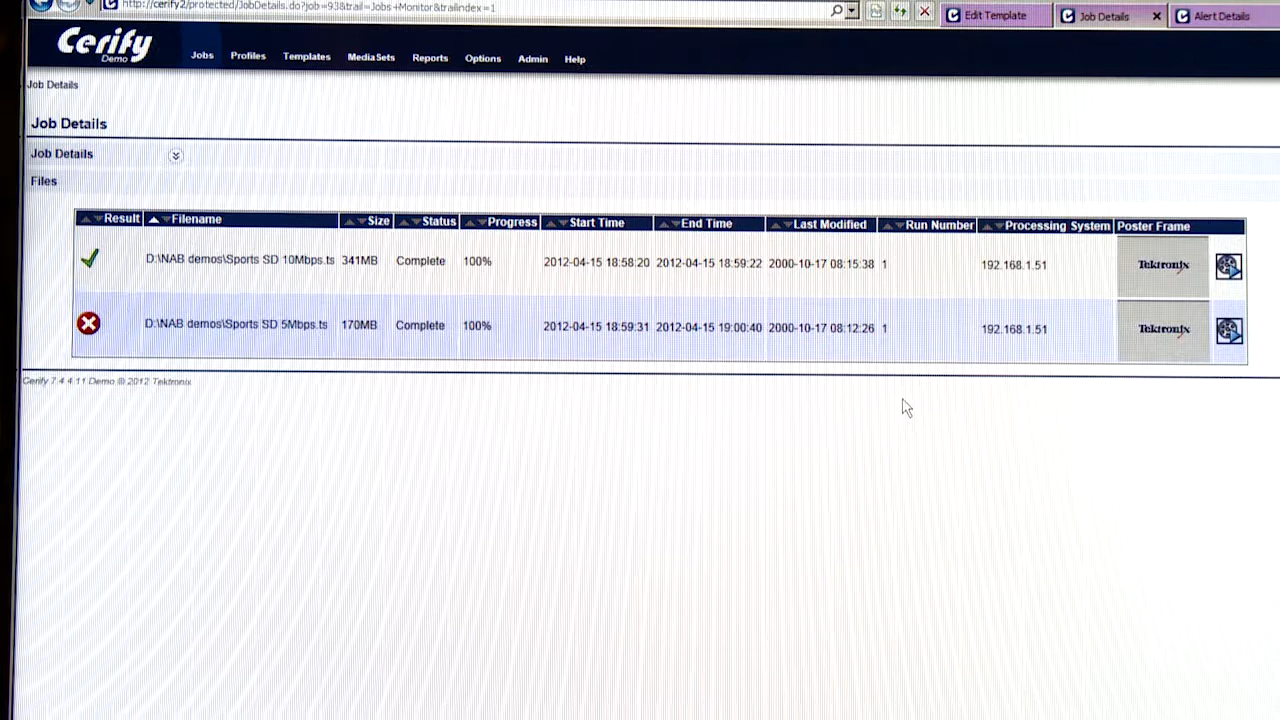 http://cerify2/protected/JobDetails.do?job=93&trail=Jobs+Monitor&trailindex=1
Edit Template
Job Details
Alert Details
Cerify
Demo
Jobs Profiles Templates MediaSets Reports Options Admin Help
Job Details
Job Details
Job Details
Files
Result Filename Size Status Progress Start Time End Time Last Modified Run Number Processing System Poster Frame
D:\NAB demos\Sports SD 10Mbps.ts 341MB Complete 100% 2012-04-15 18:58:20 2012-04-15 18:59:22 2000-10-17 08:15:38 1 192.168.1.51 Tektronix
D:\NAB demos\Sports SD 5Mbps.ts 170MB Complete 100% 2012-04-15 18:59:31 2012-04-15 19:00:40 2000-10-17 08:12:26 1 192.168.1.51 Tektronix
Cerify 7.4.4.11 Demo © 2012 Tektronix